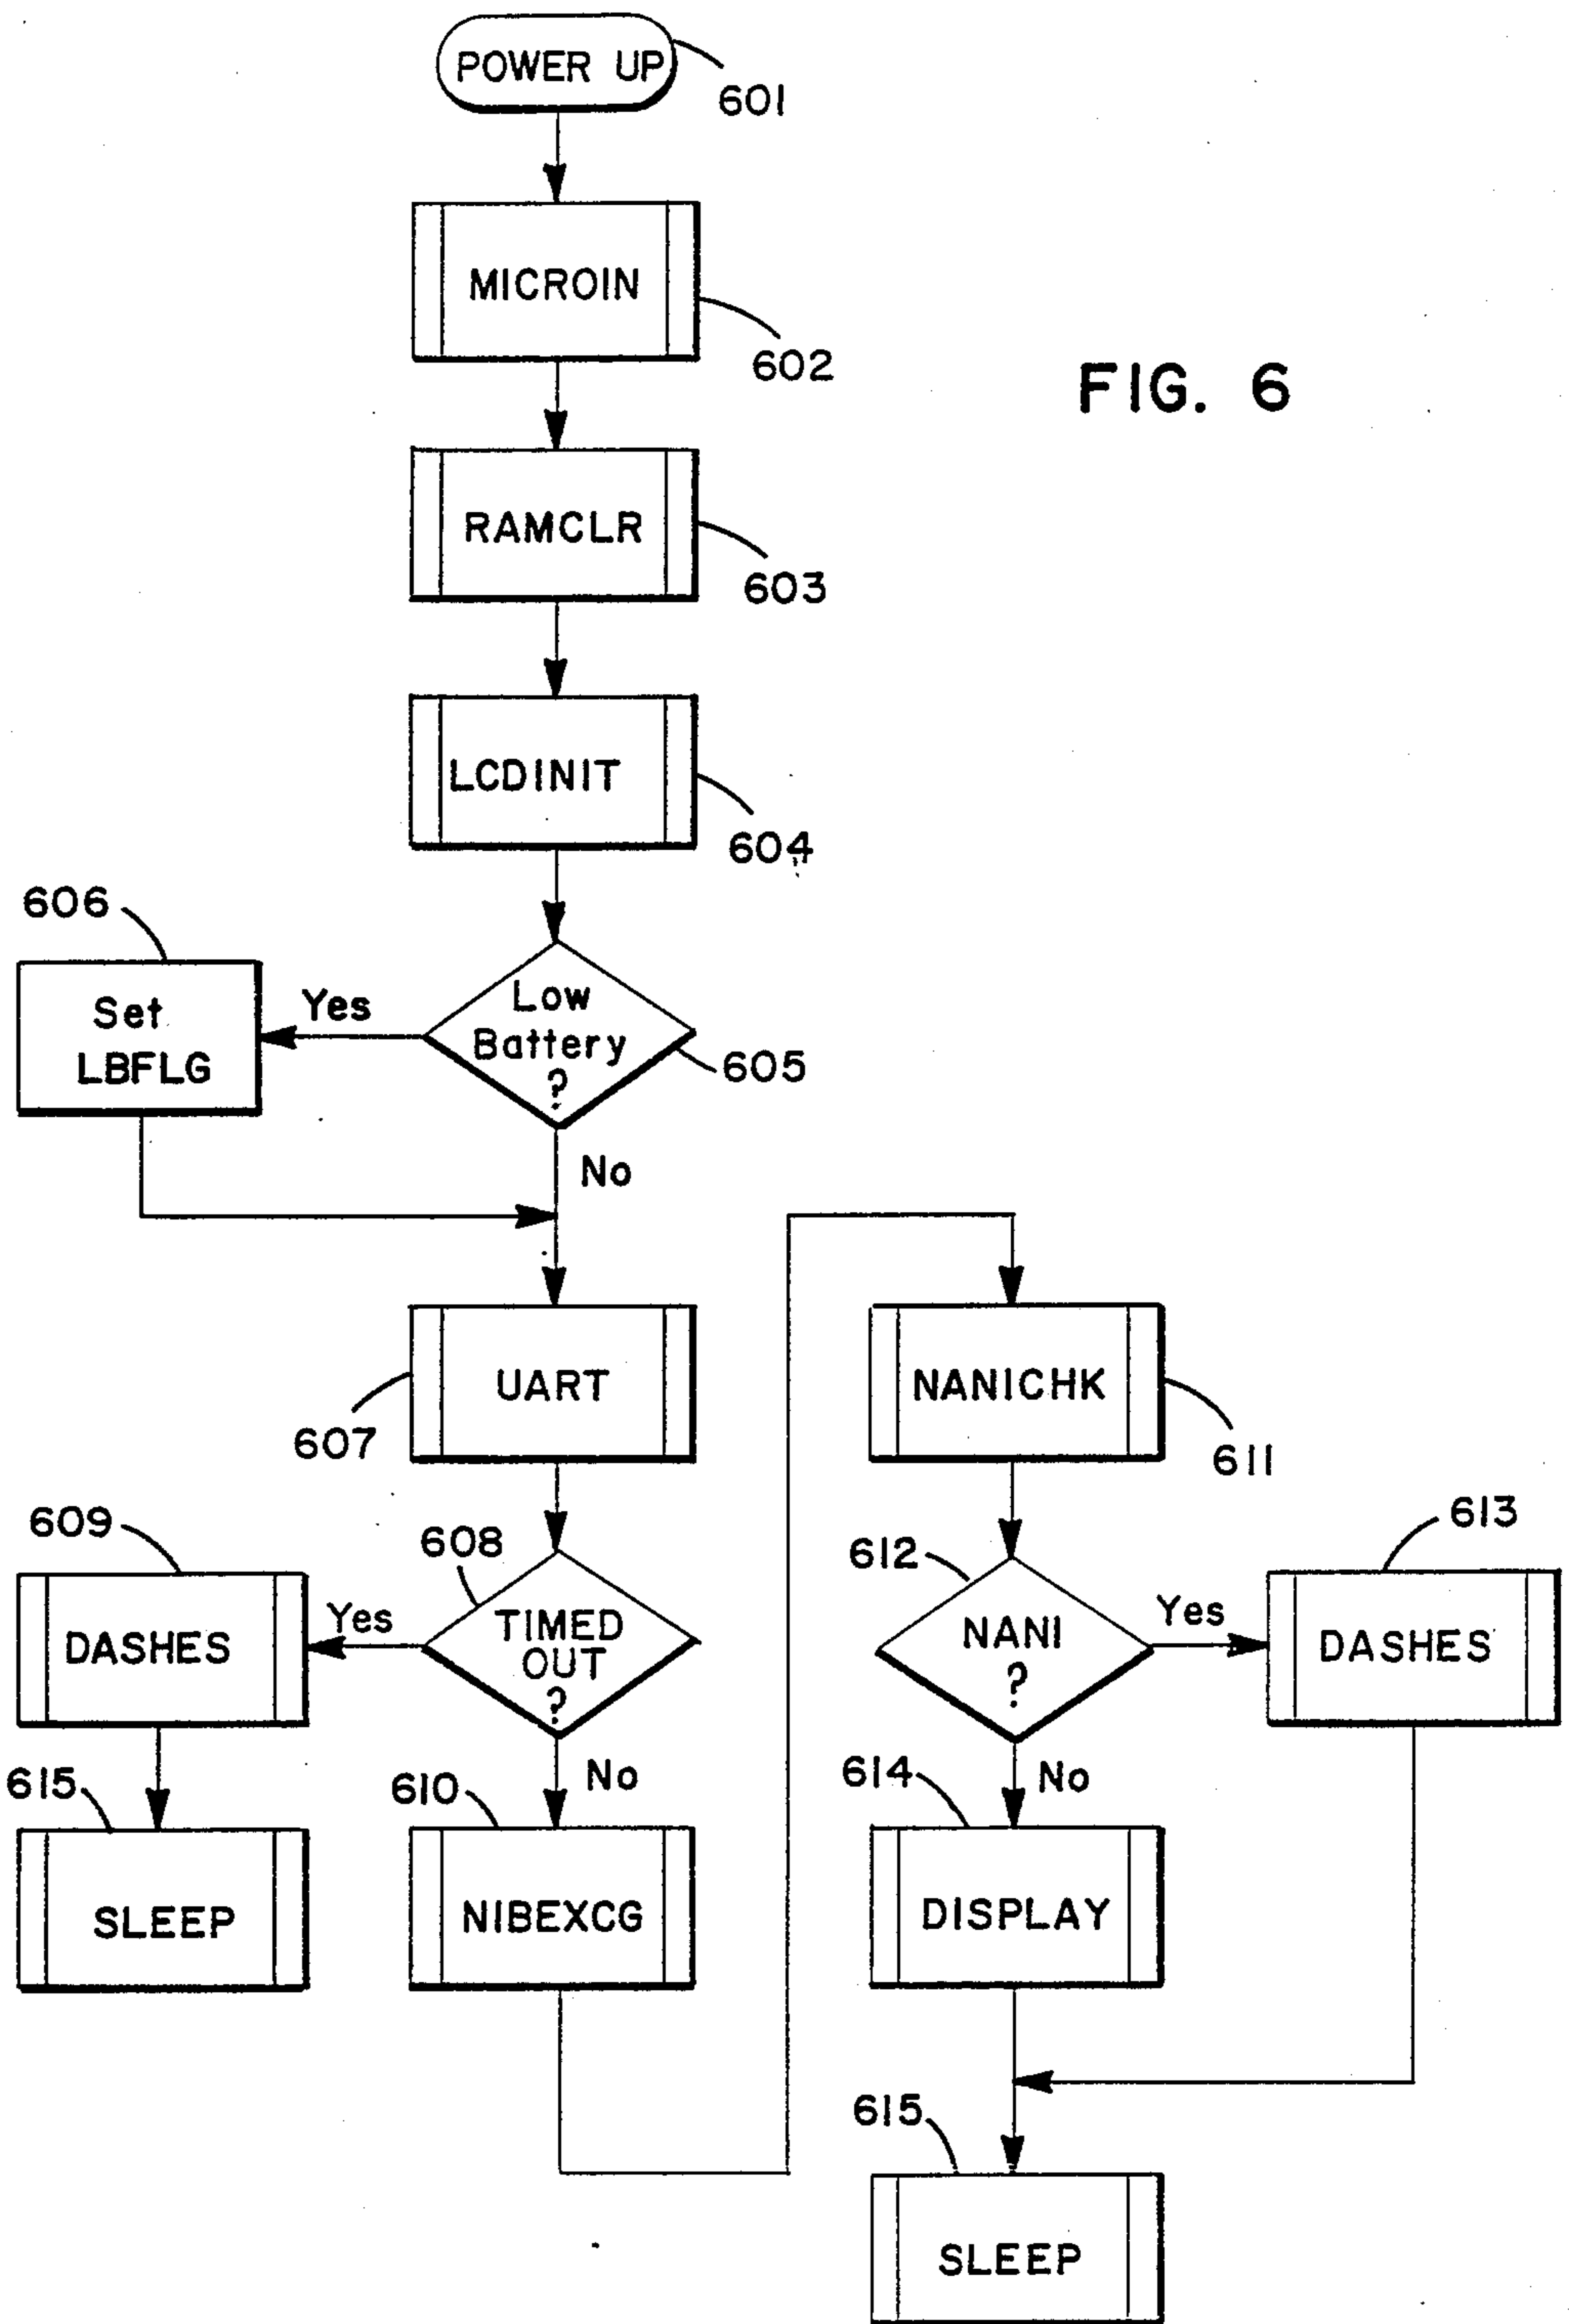 POWER UP
601
MICROIN
602
FIG. 6
RAMCLR
603
LCDINIT
604
606
Set
LBFLG
Yes
Low
Battery
?
605
No
UART
607
NANICHK
611
609
608
612
613
DASHES
Yes
TIMED
OUT
?
NANI
?
Yes
DASHES
615
610
No
614
No
SLEEP
NIBEXCG
DISPLAY
615
SLEEP